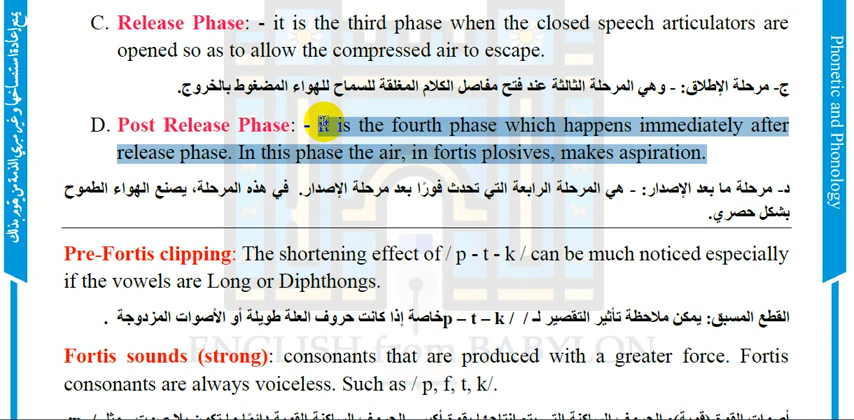 C. Release Phase: - it is the third phase when the closed speech articulators are
opened so as to allow the compressed air to escape.
ج- مرحلة الإطلاق: - وهي المرحلة الثالثة عند فتح مفاصل الكلام المغلقة للسماح للهواء المضغوط بالخروج.
D. Post Release Phase: - it is the fourth phase which happens immediately after
release phase. In this phase the air, in fortis plosives, makes aspiration.
د- مرحلة ما بعد الإصدار: - هي المرحلة الرابعة التي تحدث فورًا بعد مرحلة الإصدار. في هذه المرحلة، يصنع الهواء الطموح
بشكل حصري.
Pre-Fortis clipping: The shortening effect of / p - t - k / can be much noticed especially
if the vowels are Long or Diphthongs.
القطع المسبق: يمكن ملاحظة تأثير التقصير لـ / p – t – k / خاصة إذا كانت حروف العلة طويلة أو الأصوات المزدوجة .
ENGLISH from BABYLON
Fortis sounds (strong): consonants that are produced with a greater force. Fortis
consonants are always voiceless. Such as / p, f, t, k/.
Phonetic and Phonology